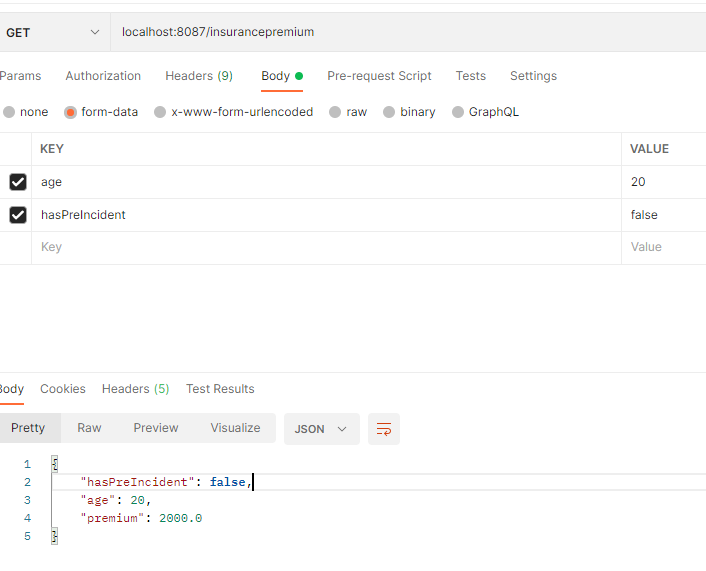 GET localhost:8087/insurancepremium
Params Authorization Headers (9) Body Pre-request Script Tests Settings
none form-data x-www-form-urlencoded raw binary GraphQL
KEY VALUE
age 20
hasPreIncident false
Key Value
Body Cookies Headers (5) Test Results
Pretty Raw Preview Visualize JSON
1 {
2 "hasPreIncident": false,
3 "age": 20,
4 "premium": 2000.0
5 }